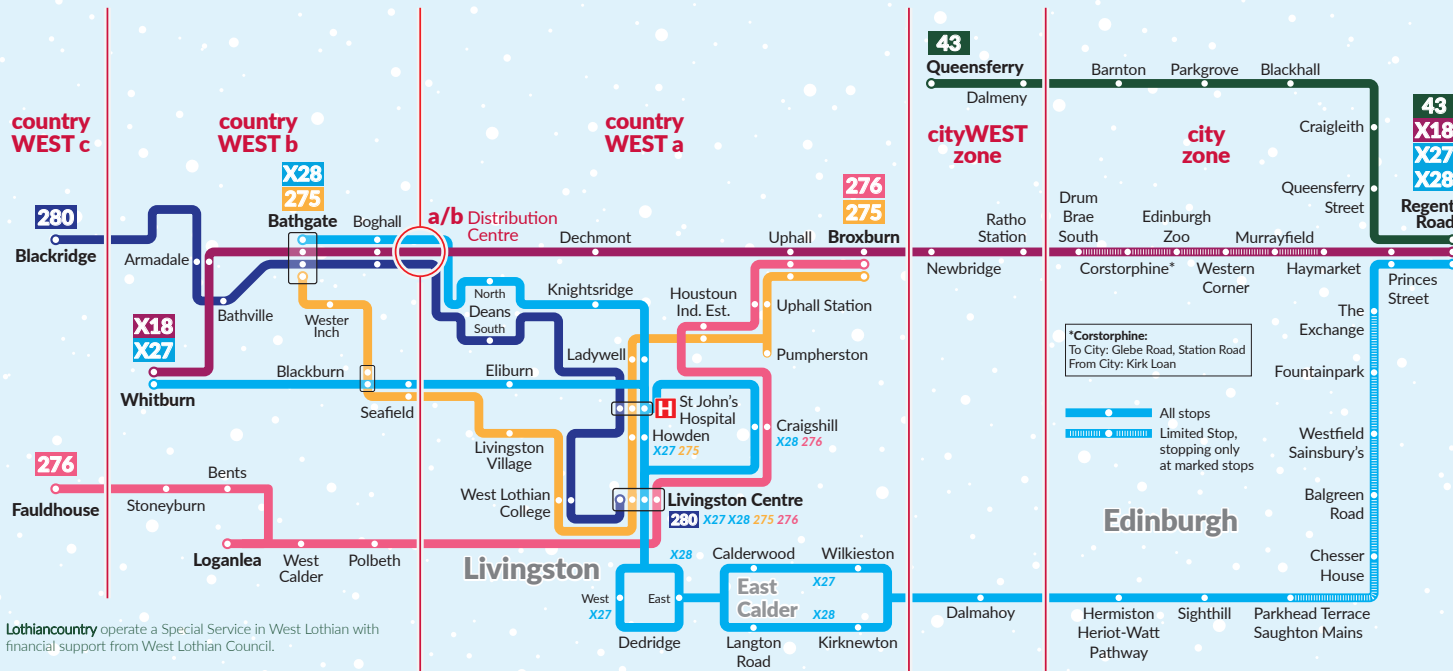 country
WEST c
country
WEST b
country
WEST a
cityWEST
zone
city
zone
43
Queensferry
Dalmeny
Barnton
Parkgrove
Blackhall
Craigleith
Queensferry
Street
43
X18
X27
X28
Regent
Road
280
Blackridge
Armadale
Bathville
X28
275
Bathgate
Boghall
a/b Distribution
Centre
Dechmont
Uphall
276
275
Broxburn
Newbridge
Ratho
Station
Drum
Brae
South
Corstorphine*
Edinburgh
Zoo
Western
Corner
Murrayfield
Haymarket
Princes
Street
X18
X27
Whitburn
Wester
Inch
Blackburn
Seafield
North
Deans
South
Knightsridge
Ladywell
Eliburn
Houstoun
Ind. Est.
Uphall Station
Pumpherston
H St John's
Hospital
Howden
X27 275
Craigshill
X28 276
Livingston
Village
West Lothian
College
Livingston Centre
280 X27 X28 275 276
276
Fauldhouse
Stoneyburn
Bents
Loganlea
West
Calder
Polbeth
Livingston
X28
West
X27
East
Dedridge
Calderwood
Wilkieston
X27
East
Calder
X28
Langton
Road
Kirknewton
Dalmahoy
Hermiston
Heriot-Watt
Pathway
Sighthill
Parkhead Terrace
Saughton Mains
Edinburgh
The
Exchange
Fountainpark
Westfield
Sainsbury's
Balgreen
Road
Chesser
House
*Corstorphine:
To City: Glebe Road, Station Road
From City: Kirk Loan
All stops
Limited Stop,
stopping only
at marked stops
Lothiancountry operate a Special Service in West Lothian with
financial support from West Lothian Council.